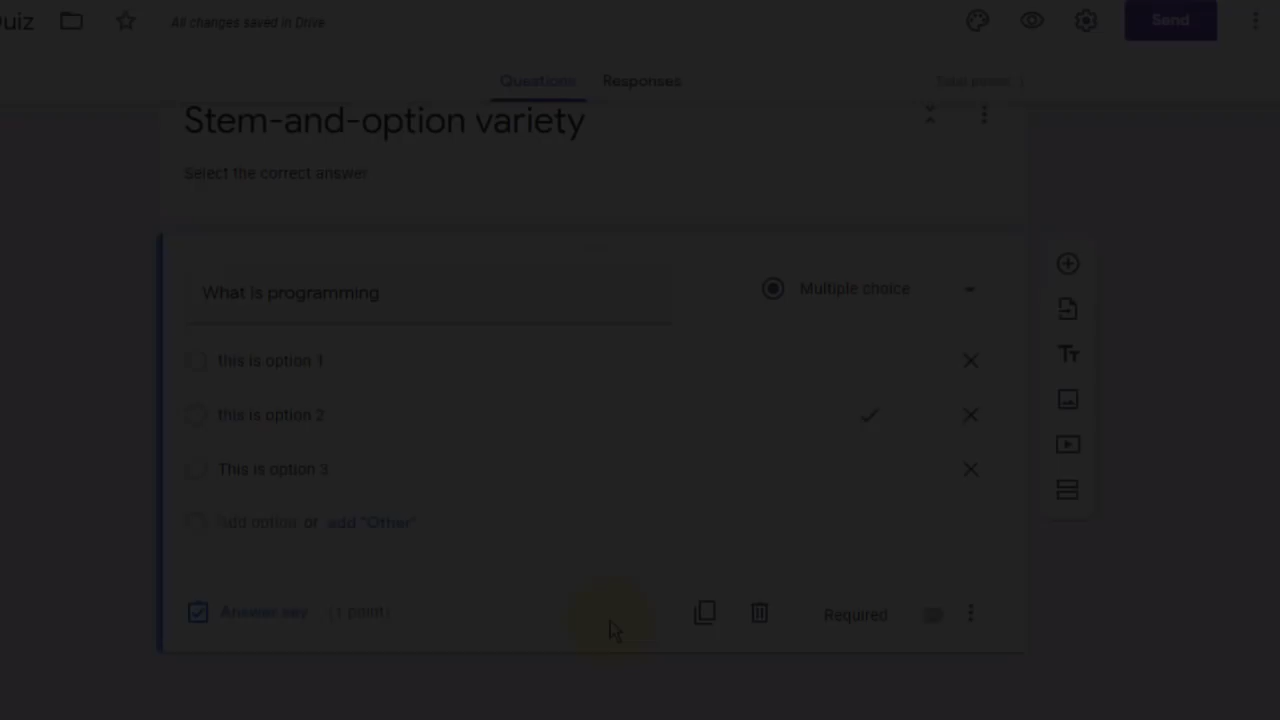 Quiz All changes saved in Drive Send
Questions Responses Total points:
Stem-and-option variety
Select the correct answer
What is programming Multiple choice
this is option 1
this is option 2
This is option 3
Add option or add "Other"
Answer key (1 point) Required